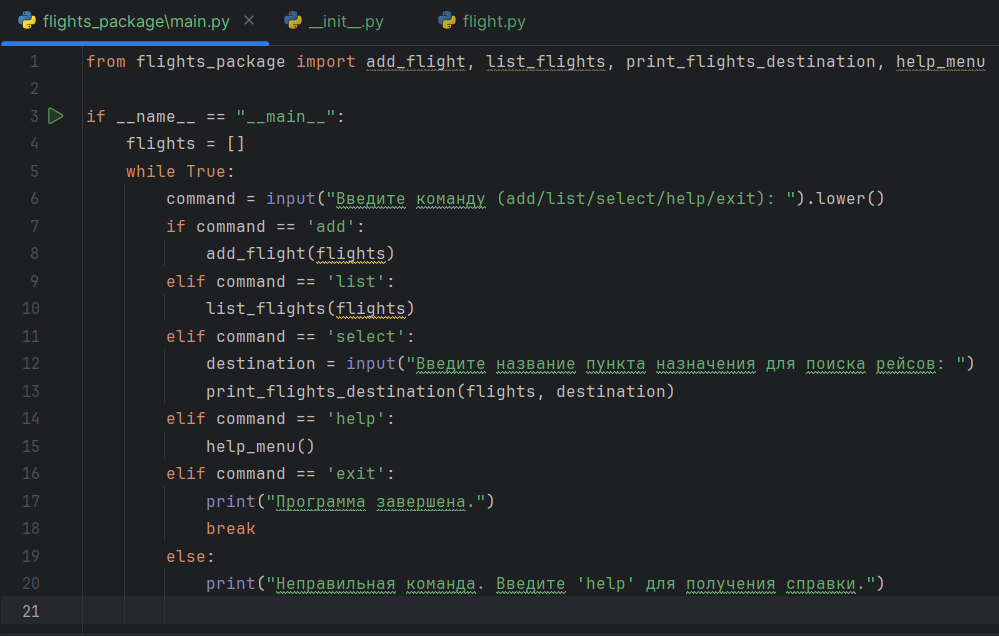 flights_package\main.py × __init__.py flight.py
1 from flights_package import add_flight, list_flights, print_flights_destination, help_menu
2
3 if __name__ == "__main__":
4     flights = []
5     while True:
6         command = input("Введите команду (add/list/select/help/exit): ").lower()
7         if command == 'add':
8             add_flight(flights)
9         elif command == 'list':
10             list_flights(flights)
11         elif command == 'select':
12             destination = input("Введите название пункта назначения для поиска рейсов: ")
13             print_flights_destination(flights, destination)
14         elif command == 'help':
15             help_menu()
16         elif command == 'exit':
17             print("Программа завершена.")
18             break
19         else:
20             print("Неправильная команда. Введите 'help' для получения справки.")
21